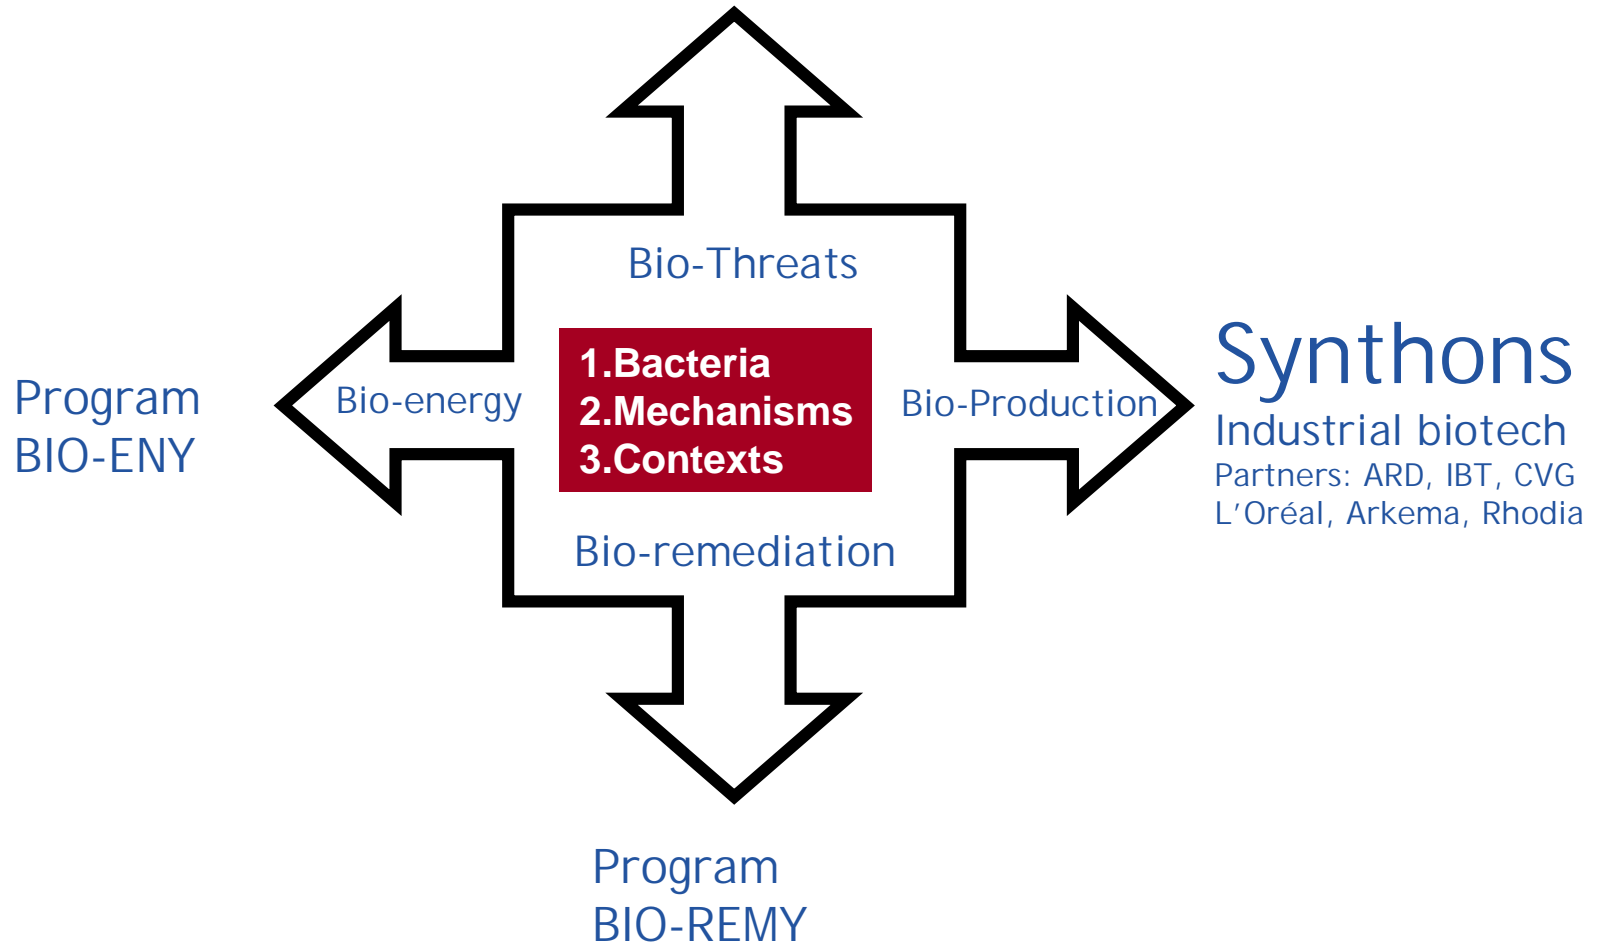 Bio-Threats
Program
BIO-ENY
Bio-energy
1.Bacteria
2.Mechanisms
3.Contexts
Bio-Production
Synthons
Industrial biotech
Partners: ARD, IBT, CVG
L’Oréal, Arkema, Rhodia
Bio-remediation
Program
BIO-REMY